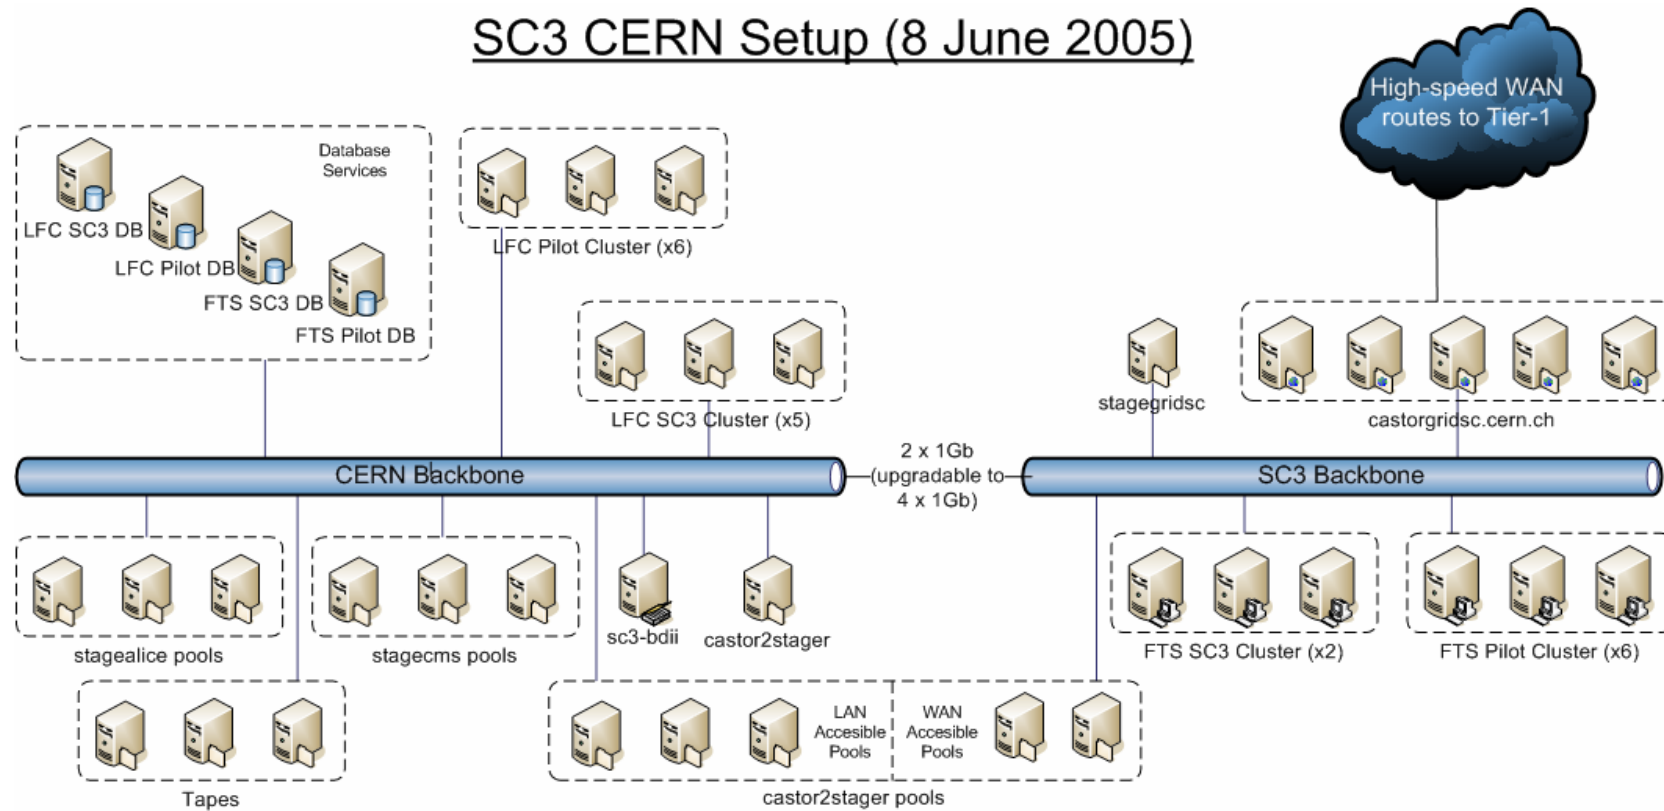 SC3 CERN Setup (8 June 2005)
High-speed WAN
routes to Tier-1
Database
Services
LFC SC3 DB
LFC Pilot DB
FTS SC3 DB
FTS Pilot DB
LFC Pilot Cluster (x6)
LFC SC3 Cluster (x5)
stagegridsc
castorgridsc.cern.ch
CERN Backbone
2 x 1Gb
(upgradable to
4 x 1Gb)
SC3 Backbone
stagealice pools
stagecms pools
sc3-bdii
castor2stager
FTS SC3 Cluster (x2)
FTS Pilot Cluster (x6)
Tapes
LAN
Accesible
Pools
WAN
Accesible
Pools
castor2stager pools